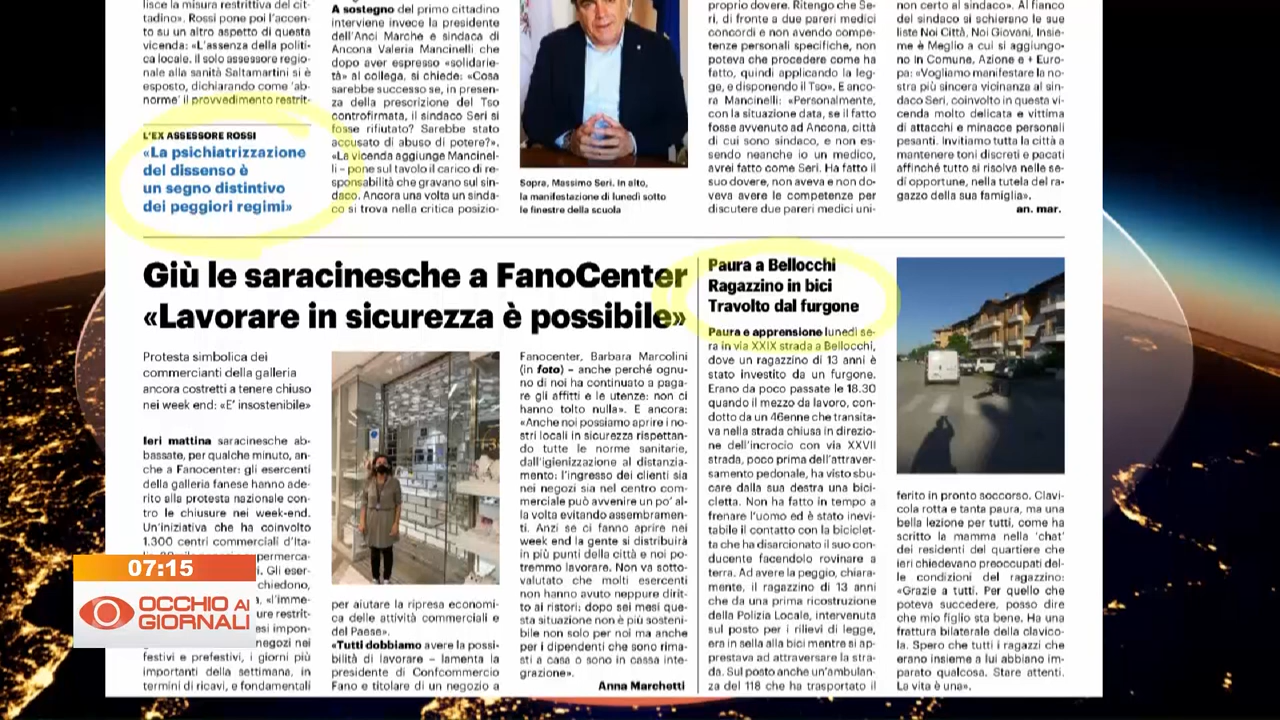 lisce la misura restrittiva del cit-
tadino». Rossi pone poi l'accen-
to su un altro aspetto di questa
vicenda: «L'assenza della politi-
ca locale. Il solo assessore regio-
nale alla sanità Saltamartini si è
esposto, dichiarando come 'ab-
norme' il provvedimento restrit-
L'EX ASSESSORE ROSSI
«La psichiatrizzazione
del dissenso è
un segno distintivo
dei peggiori regimi»
A sostegno del primo cittadino
interviene invece la presidente
dell'Anci Marche e sindaca di
Ancona Valeria Mancinelli che
dopo aver espresso «solidarie-
tà» al collega, si chiede: «Cosa
sarebbe successo se, in presen-
za della prescrizione del Tso
controfirmata, il sindaco Seri si
fosse rifiutato? Sarebbe stato
accusato di abuso di potere?».
«La vicenda aggiunge Mancinel-
li – pone sul tavolo il carico di re-
sponsabilità che gravano sul sin-
daco. Ancora una volta un sinda-
co si trova nella critica posizio-
Sopra, Massimo Seri. In alto,
la manifestazione di lunedì sotto
le finestre della scuola
proprio dovere. Ritengo che Se-
ri, di fronte a due pareri medici
concordi e non avendo compe-
tenze personali specifiche, non
poteva che procedere come ha
fatto, quindi applicando la leg-
ge, e disponendo il Tso». E anco-
ra Mancinelli: «Personalmente,
con la situazione data, se il fatto
fosse avvenuto ad Ancona, città
di cui sono sindaco, e non es-
sendo neanche io un medico,
avrei fatto come Seri. Ha fatto il
suo dovere, non aveva e non do-
veva avere le competenze per
discutere due pareri medici uni-
non certo al sindaco». Al fianco
del sindaco si schierano le sue
liste Noi Città, Noi Giovani, Insie-
me è Meglio a cui si aggiungo-
no In Comune, Azione e + Euro-
pa: «Vogliamo manifestare la no-
stra più sincera vicinanza al sin-
daco Seri, coinvolto in questa vi-
cenda molto delicata e vittima
di attacchi e minacce personali
pesanti. Invitiamo tutta la città a
mantenere toni discreti e pacati
affinché tutto si risolva nelle se-
di opportune, nella tutela del ra-
gazzo della sua famiglia».
an. mar.
Giù le saracinesche a FanoCenter
«Lavorare in sicurezza è possibile»
Protesta simbolica dei
commercianti della galleria
ancora costretti a tenere chiuso
nei week end: «E' insostenibile»
Ieri mattina saracinesche ab-
bassate, per qualche minuto, an-
che a Fanocenter: gli esercenti
della galleria fanese hanno ade-
rito alla protesta nazionale con-
tro le chiusure nei week-end.
Un'iniziativa che ha coinvolto
1.300 centri commerciali d'Ita-
permerca-
i. Gli eser-
chiedono,
a, «l'imme-
ure restrit-
esi impon-
negozi nei
festivi e prefestivi, i giorni più
importanti della settimana, in
termini di ricavi, e fondamentali
per aiutare la ripresa economi-
ca delle attività commerciali e
del Paese».
«Tutti dobbiamo avere la possi-
bilità di lavorare – lamenta la
presidente di Confcommercio
Fano e titolare di un negozio a
Fanocenter, Barbara Marcolini
(in foto) – anche perché ognu-
no di noi ha continuato a paga-
re gli affitti e le utenze: non ci
hanno tolto nulla». E ancora:
«Anche noi possiamo aprire i no-
stri locali in sicurezza rispettan-
do tutte le norme sanitarie,
dall'igienizzazione al distanzia-
mento: l'ingresso dei clienti sia
nei negozi sia nel centro com-
merciale può avvenire un po' al-
la volta evitando assembramen-
ti. Anzi se ci fanno aprire nei
week end la gente si distribuirà
in più punti della città e noi po-
tremmo lavorare. Non va sotto-
valutato che molti esercenti
non hanno avuto neppure dirit-
to ai ristori: dopo sei mesi que-
sta situazione non è più sosteni-
bile non solo per noi ma anche
per i dipendenti che sono rima-
sti a casa o sono in cassa inte-
grazione».
Anna Marchetti
Paura a Bellocchi
Ragazzino in bici
Travolto dal furgone
Paura e apprensione lunedì se-
ra in via XXIX strada a Bellocchi,
dove un ragazzino di 13 anni è
stato investito da un furgone.
Erano da poco passate le 18.30
quando il mezzo da lavoro, con-
dotto da un 46enne che transita-
va nella strada chiusa in direzio-
ne dell'incrocio con via XXVII
strada, poco prima dell'attraver-
samento pedonale, ha visto sbu-
care dalla sua destra una bici-
cletta. Non ha fatto in tempo a
frenare l'uomo ed è stato inevi-
tabile il contatto con la biciclet-
ta che ha disarcionato il suo con-
ducente facendolo rovinare a
terra. Ad avere la peggio, chiara-
mente, il ragazzino di 13 anni
che da una prima ricostruzione
della Polizia Locale, intervenuta
sul posto per i rilievi di legge,
era in sella alla bici mentre si ap-
prestava ad attraversare la stra-
da. Sul posto anche un'ambulan-
za del 118 che ha trasportato il
ferito in pronto soccorso. Clavi-
cola rotta e tanta paura, ma una
bella lezione per tutti, come ha
scritto la mamma nella 'chat'
dei residenti del quartiere che
ieri chiedevano preoccupati del-
le condizioni del ragazzino:
«Grazie a tutti. Per quello che
poteva succedere, posso dire
che mio figlio sta bene. Ha una
frattura bilaterale della clavico-
la. Spero che tutti i ragazzi che
erano insieme a lui abbiano im-
parato qualcosa. Stare attenti.
La vita è una».
07:15
OCCHIO AI
GIORNALI